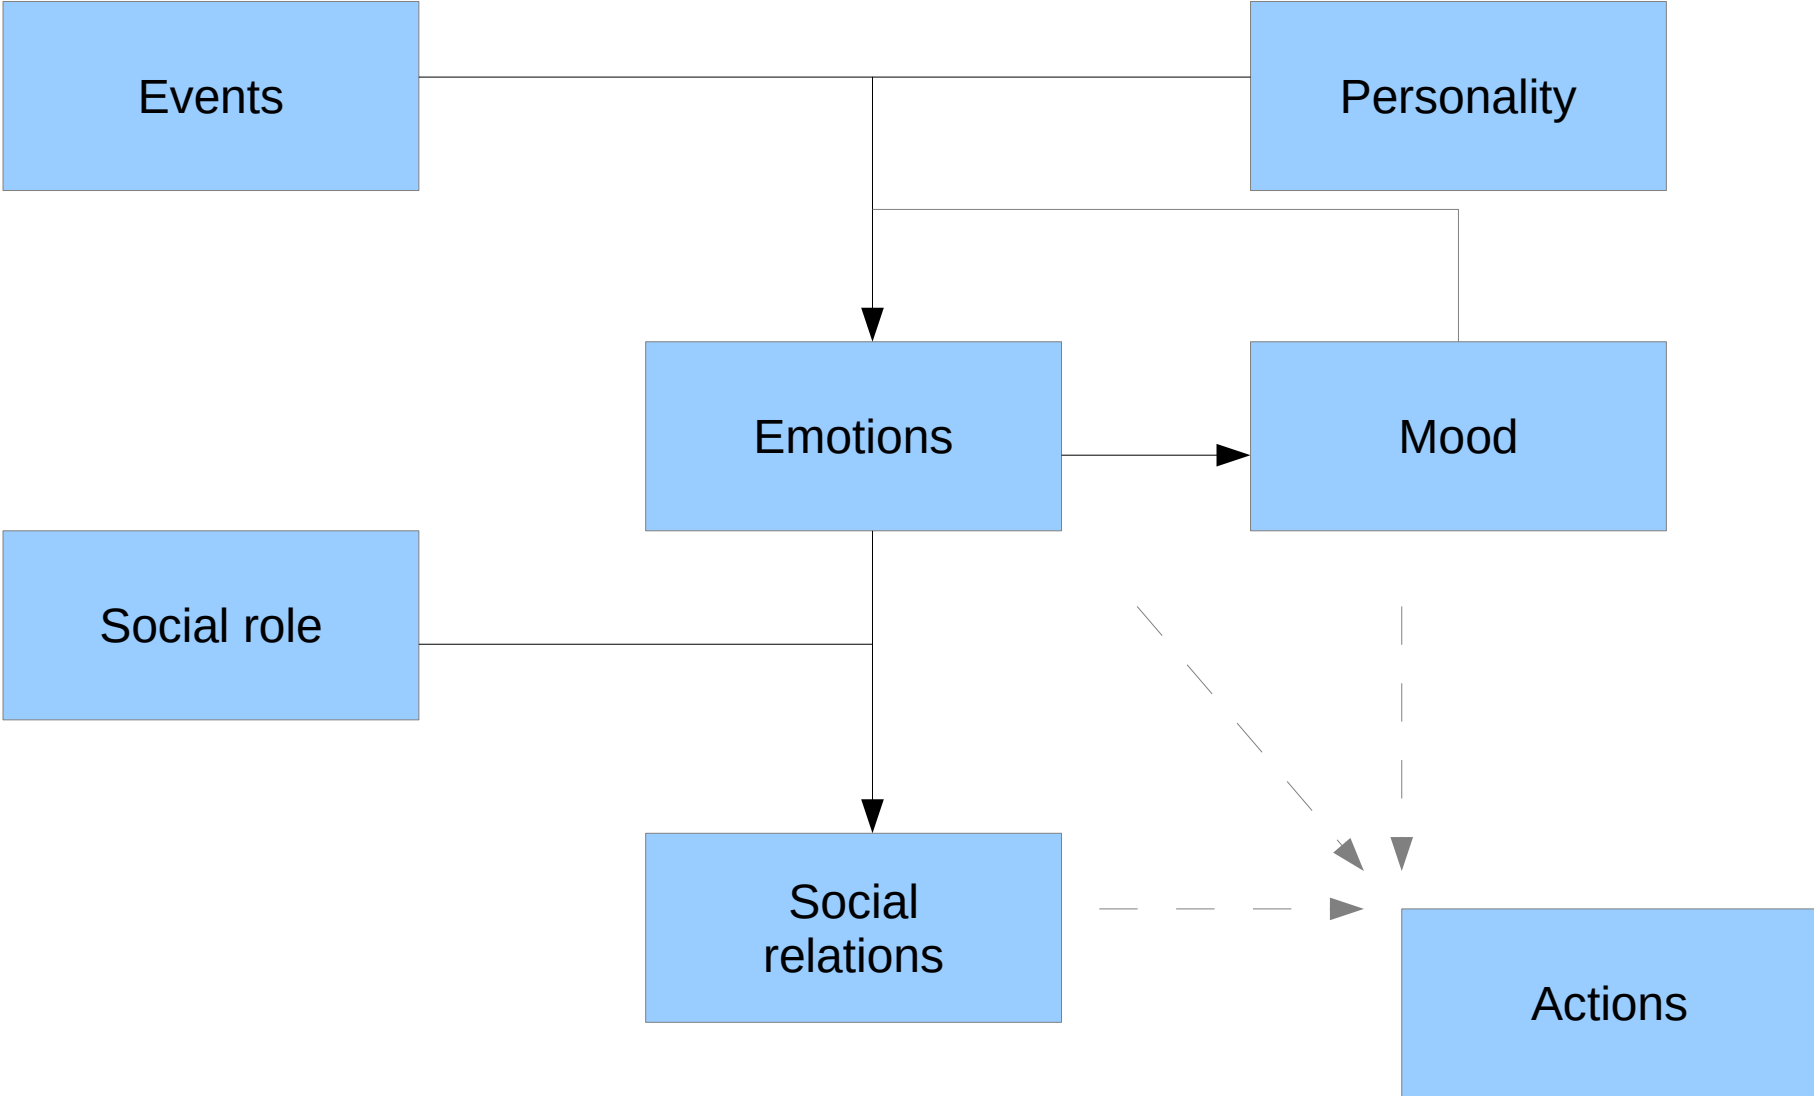 Events
Personality
Emotions
Mood
Social role
Social
relations
Actions